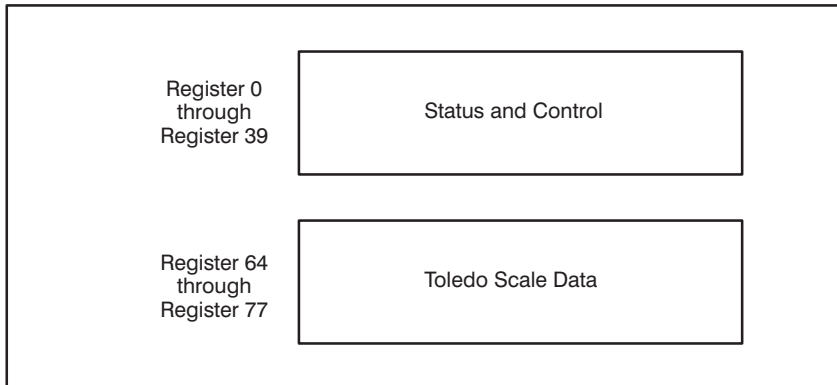 Register 0
through
Register 39
Status and Control
Register 64
through
Register 77
Toledo Scale Data